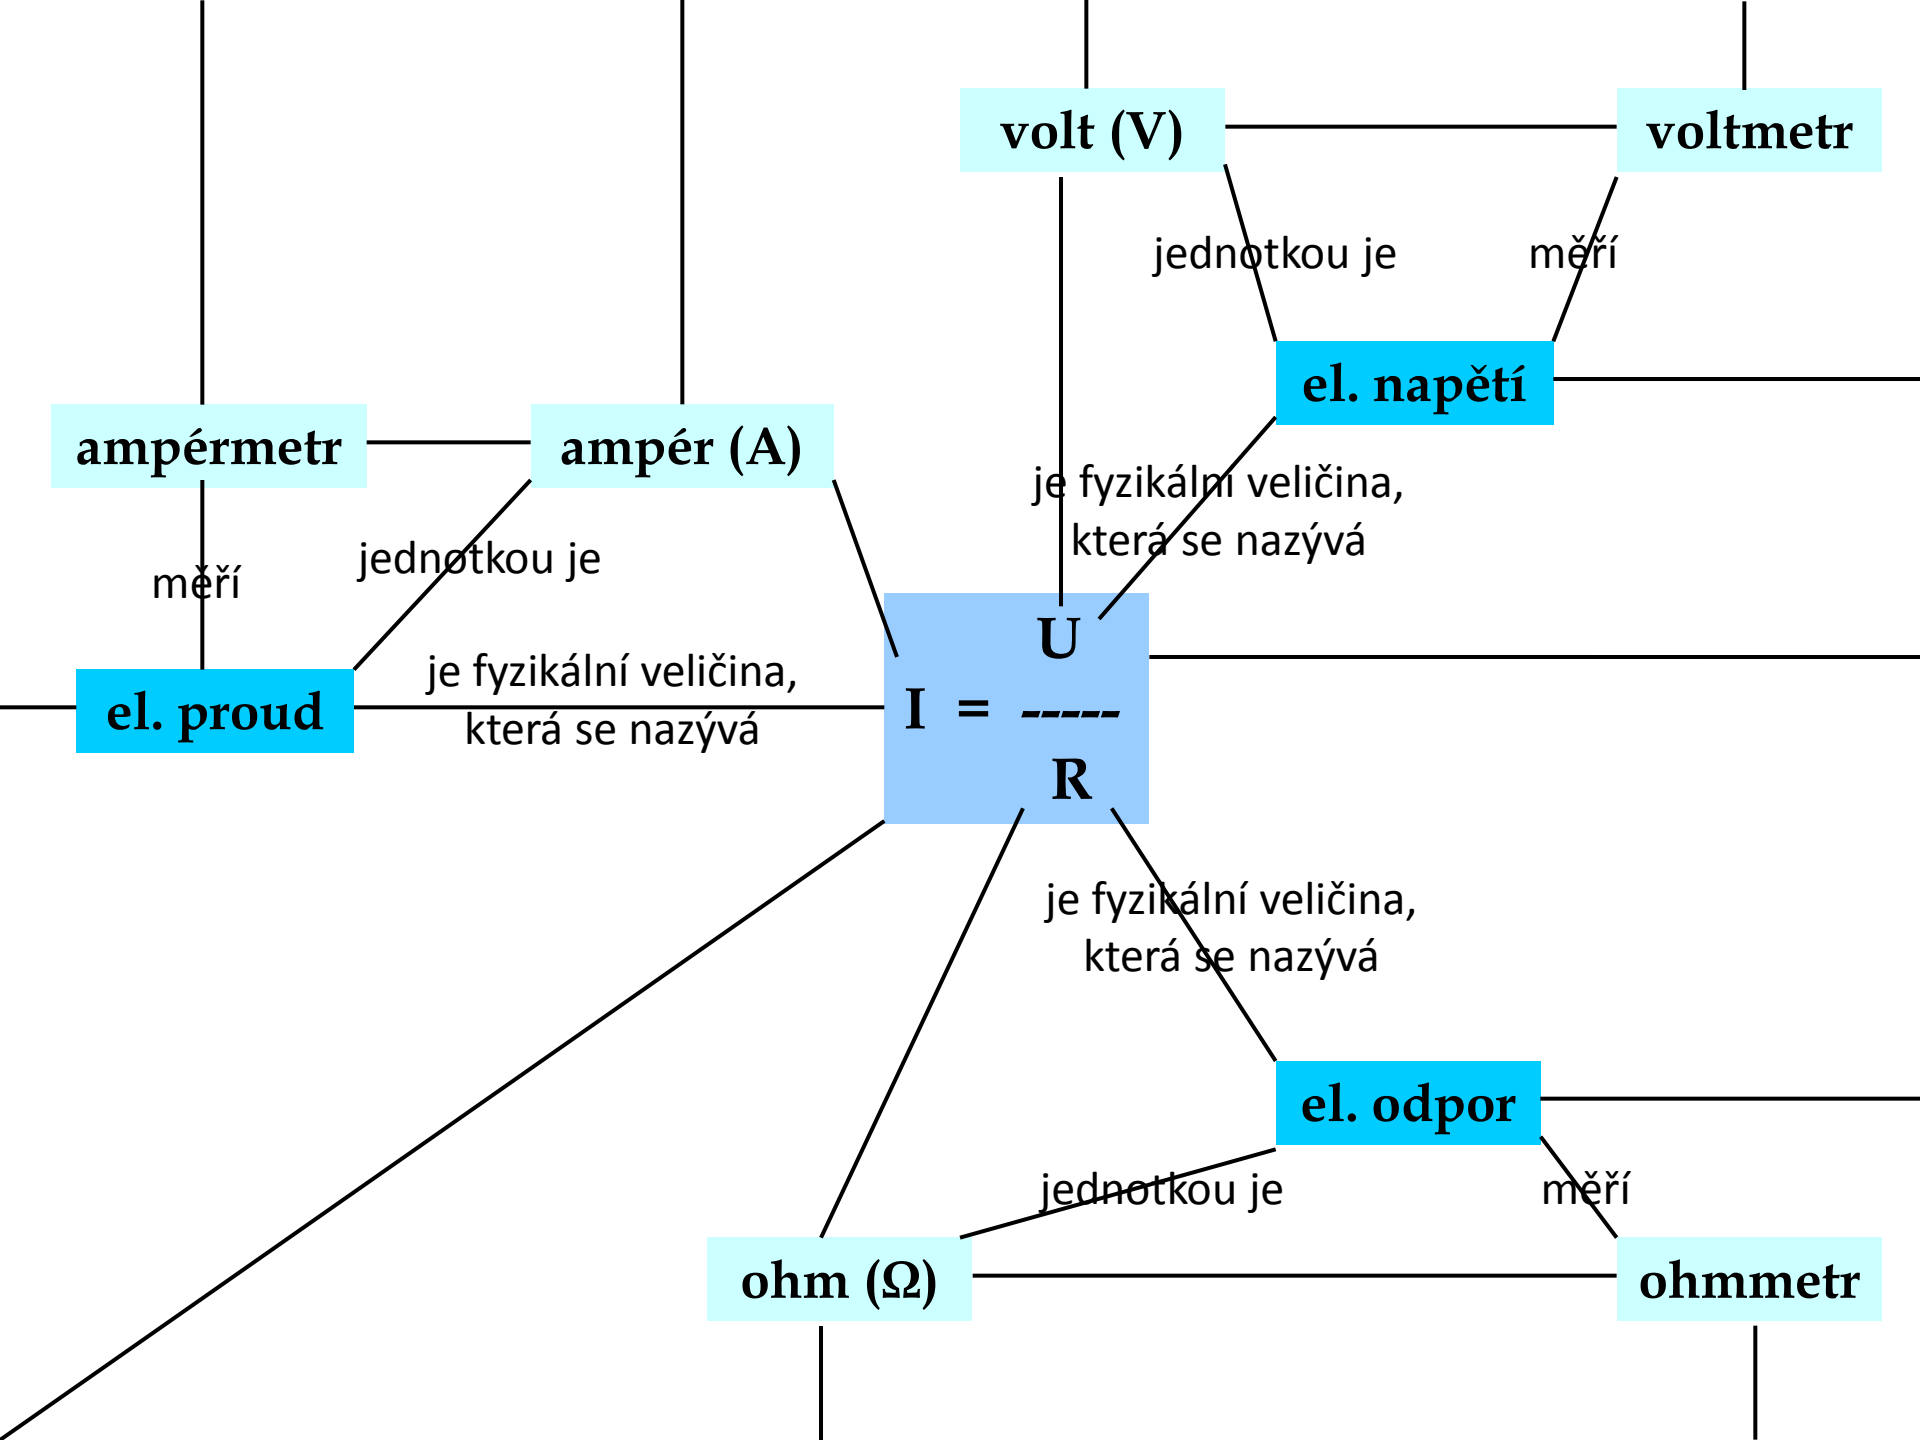 volt (V)
voltmetr
jednotkou je
měří
el. napětí
ampérmetr
ampér (A)
je fyzikální veličina,
která se nazývá
jednotkou je
měří
U
je fyzikální veličina,
která se nazývá
el. proud
I = -----
R
je fyzikální veličina,
která se nazývá
el. odpor
jednotkou je
měří
ohm (Ω)
ohmmetr